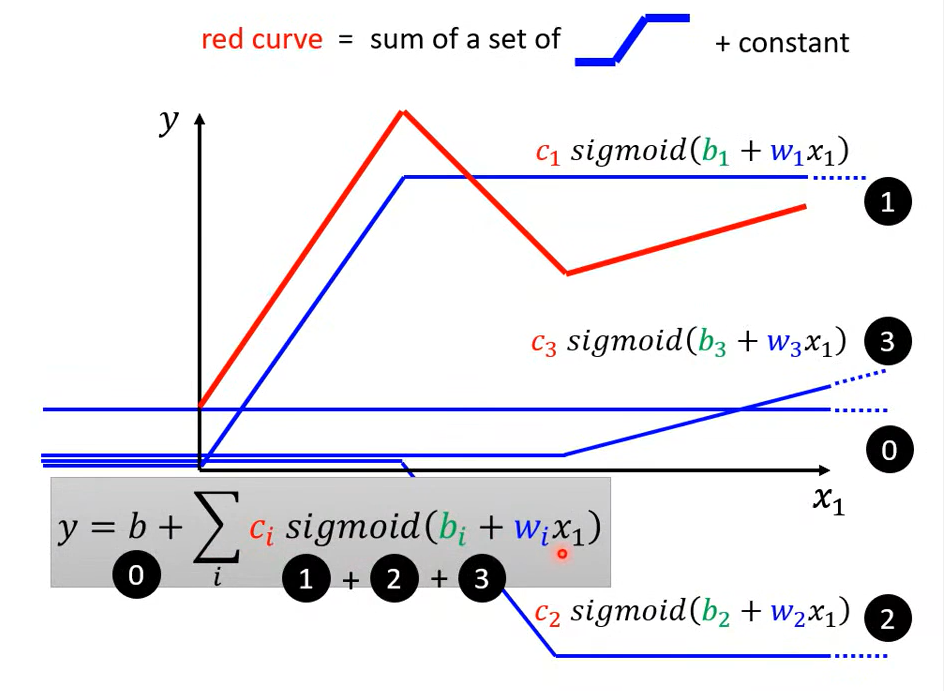 red curve = sum of a set of + constant
y
c₁ sigmoid(b₁ + w₁x₁)
1
c₃ sigmoid(b₃ + w₃x₁)
3
0
x₁
y = b + ∑ᵢ cᵢ sigmoid(bᵢ + wᵢx₁)
0 1 + 2 + 3
c₂ sigmoid(b₂ + w₂x₁)
2